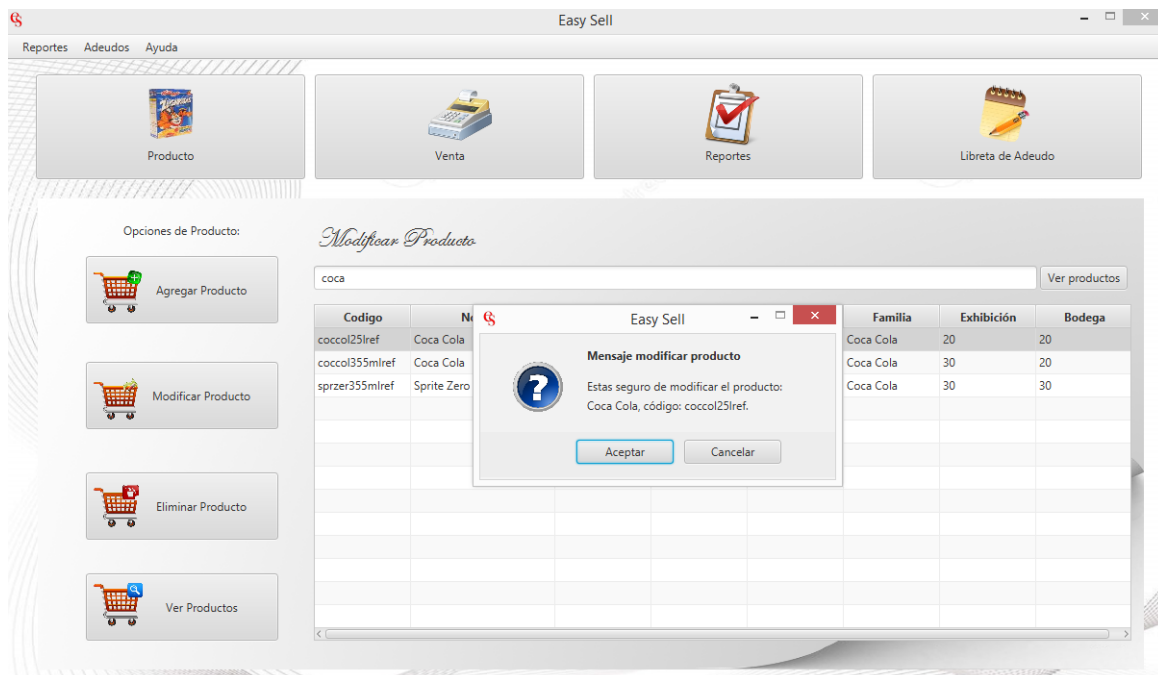 Easy Sell
Reportes Adeudos Ayuda
Producto
Venta
Reportes
Libreta de Adeudo
Opciones de Producto:
Agregar Producto
Modificar Producto
Eliminar Producto
Ver Productos
Modificar Producto
coca
Ver productos
Codigo Familia Exhibición Bodega
coccol25lref Coca Cola Coca Cola 20 20
coccol355mlref Coca Cola Coca Cola 30 20
sprzer355mlref Sprite Zero Coca Cola 30 30
Easy Sell
Mensaje modificar producto
Estas seguro de modificar el producto:
Coca Cola, código: coccol25lref.
Aceptar Cancelar